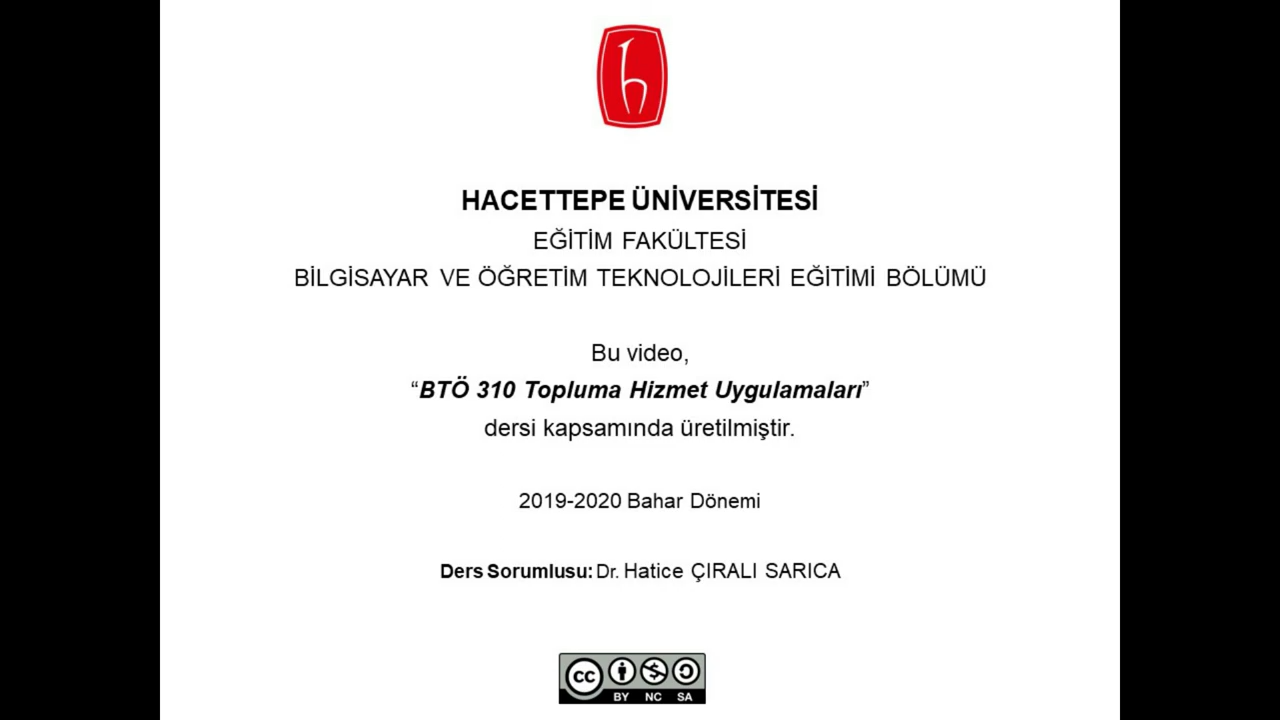 HACETTEPE ÜNİVERSİTESİ
EĞİTİM FAKÜLTESİ
BİLGİSAYAR VE ÖĞRETİM TEKNOLOJİLERİ EĞİTİMİ BÖLÜMÜ
Bu video,
“BTÖ 310 Topluma Hizmet Uygulamaları”
dersi kapsamında üretilmiştir.
2019-2020 Bahar Dönemi
Ders Sorumlusu: Dr. Hatice ÇIRALI SARICA
cc BY NC SA